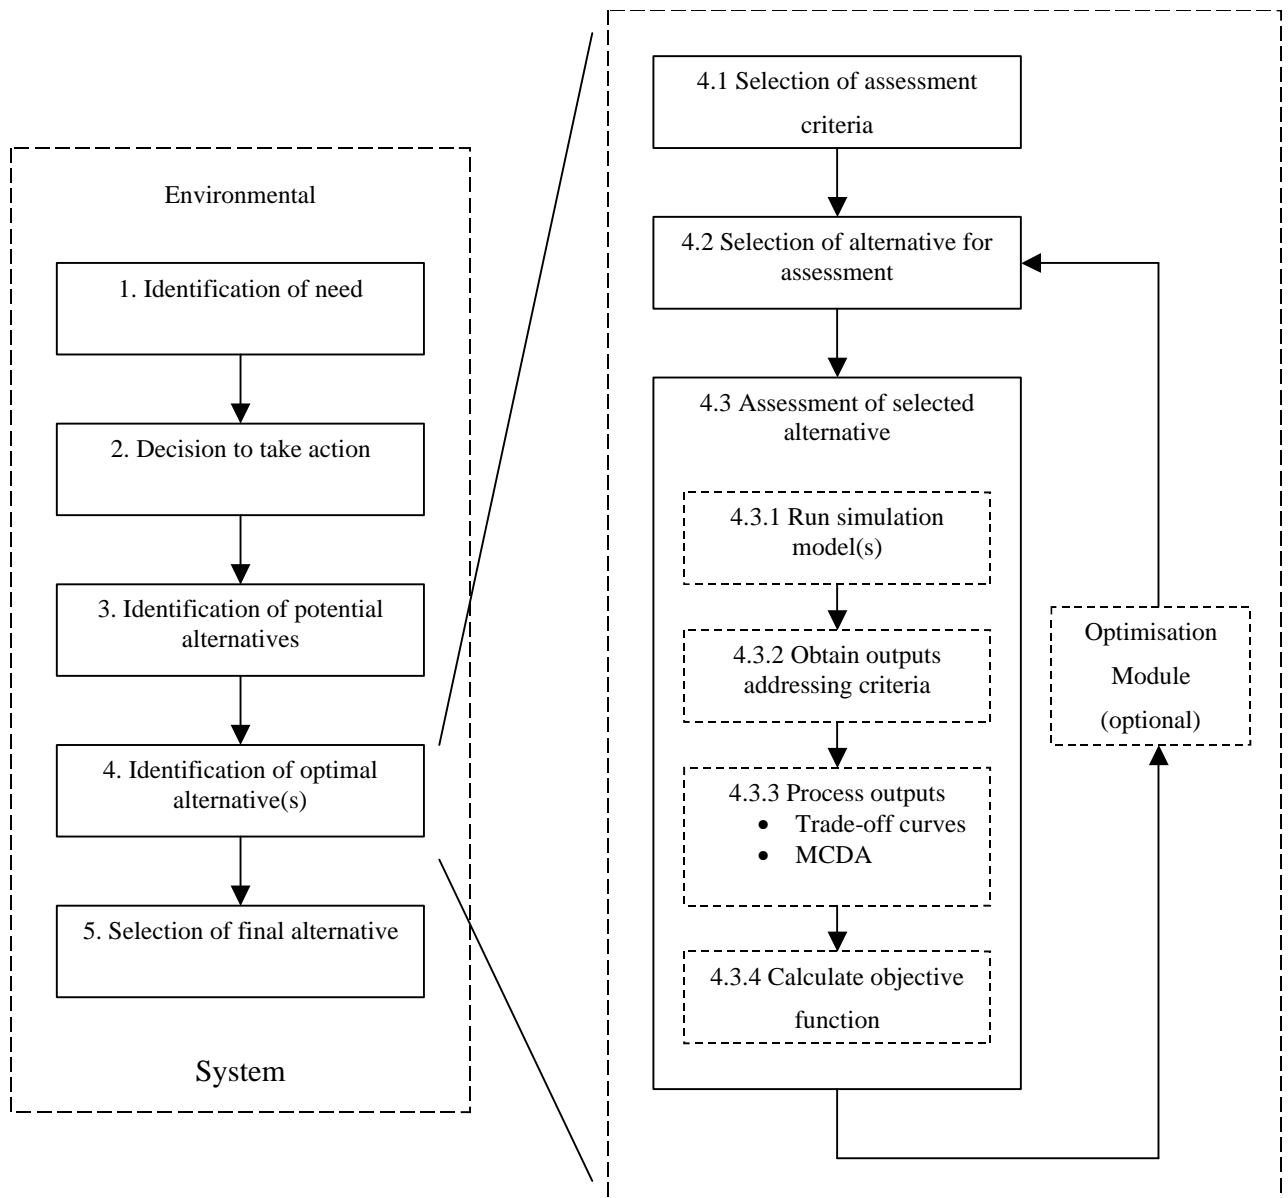 Environmental
1. Identification of need
2. Decision to take action
3. Identification of potential
alternatives
4. Identification of optimal
alternative(s)
5. Selection of final alternative
System
4.1 Selection of assessment
criteria
4.2 Selection of alternative for
assessment
4.3 Assessment of selected
alternative
4.3.1 Run simulation
model(s)
4.3.2 Obtain outputs
addressing criteria
4.3.3 Process outputs
• Trade-off curves
• MCDA
4.3.4 Calculate objective
function
Optimisation
Module
(optional)